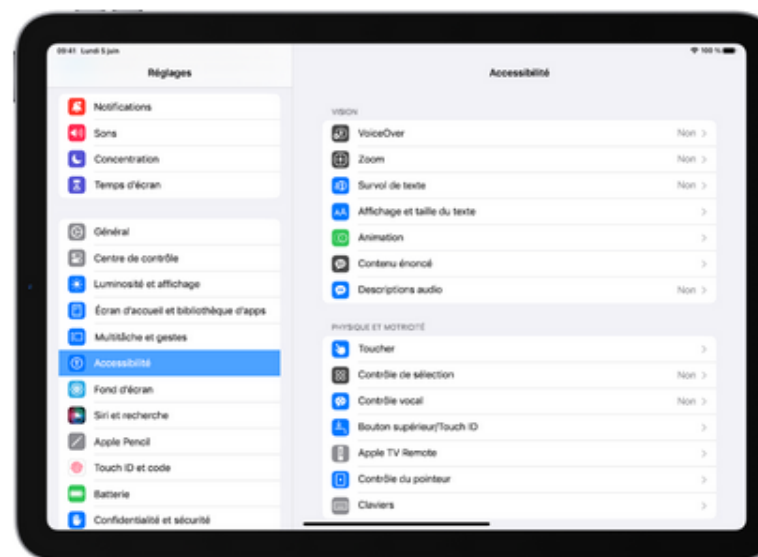 09:41 Lundi 5 juin
100 %
Réglages
Notifications
Sons
Concentration
Temps d'écran
Général
Centre de contrôle
Luminosité et affichage
Écran d'accueil et bibliothèque d'apps
Multitâche et gestes
Accessibilité
Fond d'écran
Siri et recherche
Apple Pencil
Touch ID et code
Batterie
Confidentialité et sécurité
Accessibilité
VISION
VoiceOver Non
Zoom Non
Survol de texte Non
Affichage et taille du texte
Animation
Contenu énoncé
Descriptions audio Non
PHYSIQUE ET MOTRICITÉ
Toucher
Contrôle de sélection Non
Contrôle vocal Non
Bouton supérieur/Touch ID
Apple TV Remote
Contrôle du pointeur
Claviers